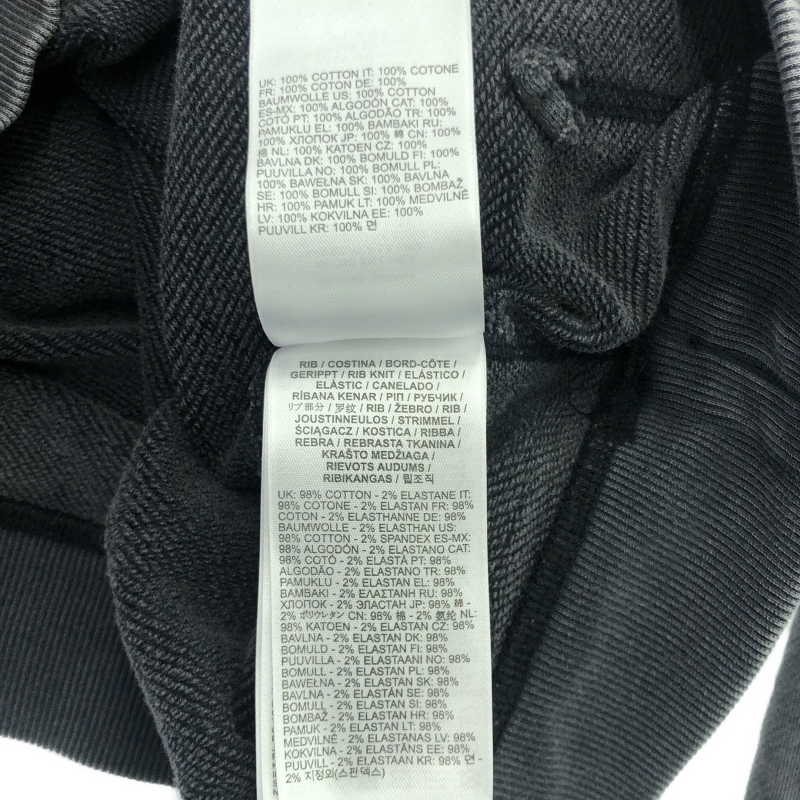 UK: 100% COTTON IT: 100% COTONE
FR: 100% COTON DE: 100%
BAUMWOLLE US: 100% COTTON
ES-MX: 100% ALGODÓN CAT: 100%
COTÓ PT: 100% ALGODÃO TR: 100%
PAMUKLU EL: 100% BAMBAKI RU:
100% ХЛОПОК JP: 100% 綿 CN: 100%
棉 NL: 100% KATOEN CZ: 100%
BAVLNA DK: 100% BOMULD FI: 100%
PUUVILLA NO: 100% BOMULL PL:
100% BAWEŁNA SK: 100% BAVLNA
SE: 100% BOMULL SI: 100% BOMBAŽ
HR: 100% PAMUK LT: 100% MEDVILNĖ
LV: 100% KOKVILNA EE: 100%
PUUVILL KR: 100% 면
RIB / COSTINA / BORD-CÔTE /
GERIPPT / RIB KNIT / ELÁSTICO /
ELÀSTIC / CANELADO /
RİBANA KENAR / ΡΙΠ / РУБЧИК /
リブ部分 / 罗纹 / RIB / ŽEBRO / RIB /
JOUSTINNEULOS / STRIMMEL /
ŚCIĄGACZ / KOSTICA / RIBBA /
REBRA / REBRASTA TKANINA /
KRAŠTO MEDŽIAGA /
RIEVOTS AUDUMS /
RIBIKANGAS / 립조직
UK: 98% COTTON - 2% ELASTANE IT:
98% COTONE - 2% ELASTAN FR: 98%
COTON - 2% ELASTHANNE DE: 98%
BAUMWOLLE - 2% ELASTHAN US:
98% COTTON - 2% SPANDEX ES-MX:
98% ALGODÓN - 2% ELASTANO CAT:
98% COTÓ - 2% ELASTÀ PT: 98%
ALGODÃO - 2% ELASTANO TR: 98%
PAMUKLU - 2% ELASTAN EL: 98%
BAMBAKI - 2% ΕΛΑΣΤΑΝΗ RU: 98%
ХЛОПОК - 2% ЭЛАСТАН JP: 98% 綿 -
2% ポリウレタン CN: 98% 棉 - 2% 氨纶 NL:
98% KATOEN - 2% ELASTAN CZ: 98%
BAVLNA - 2% ELASTAN DK: 98%
BOMULD - 2% ELASTAN FI: 98%
PUUVILLA - 2% ELASTAANI NO: 98%
BOMULL - 2% ELASTAN PL: 98%
BAWEŁNA - 2% ELASTAN SK: 98%
BAVLNA - 2% ELASTÁN SE: 98%
BOMULL - 2% ELASTAN SI: 98%
BOMBAŽ - 2% ELASTAN HR: 98%
PAMUK - 2% ELASTAN LT: 98%
MEDVILNĖ - 2% ELASTANAS LV: 98%
KOKVILNA - 2% ELASTĀNS EE: 98%
PUUVILL - 2% ELASTAAN KR: 98% 면 -
2% 지정외(스판덱스)